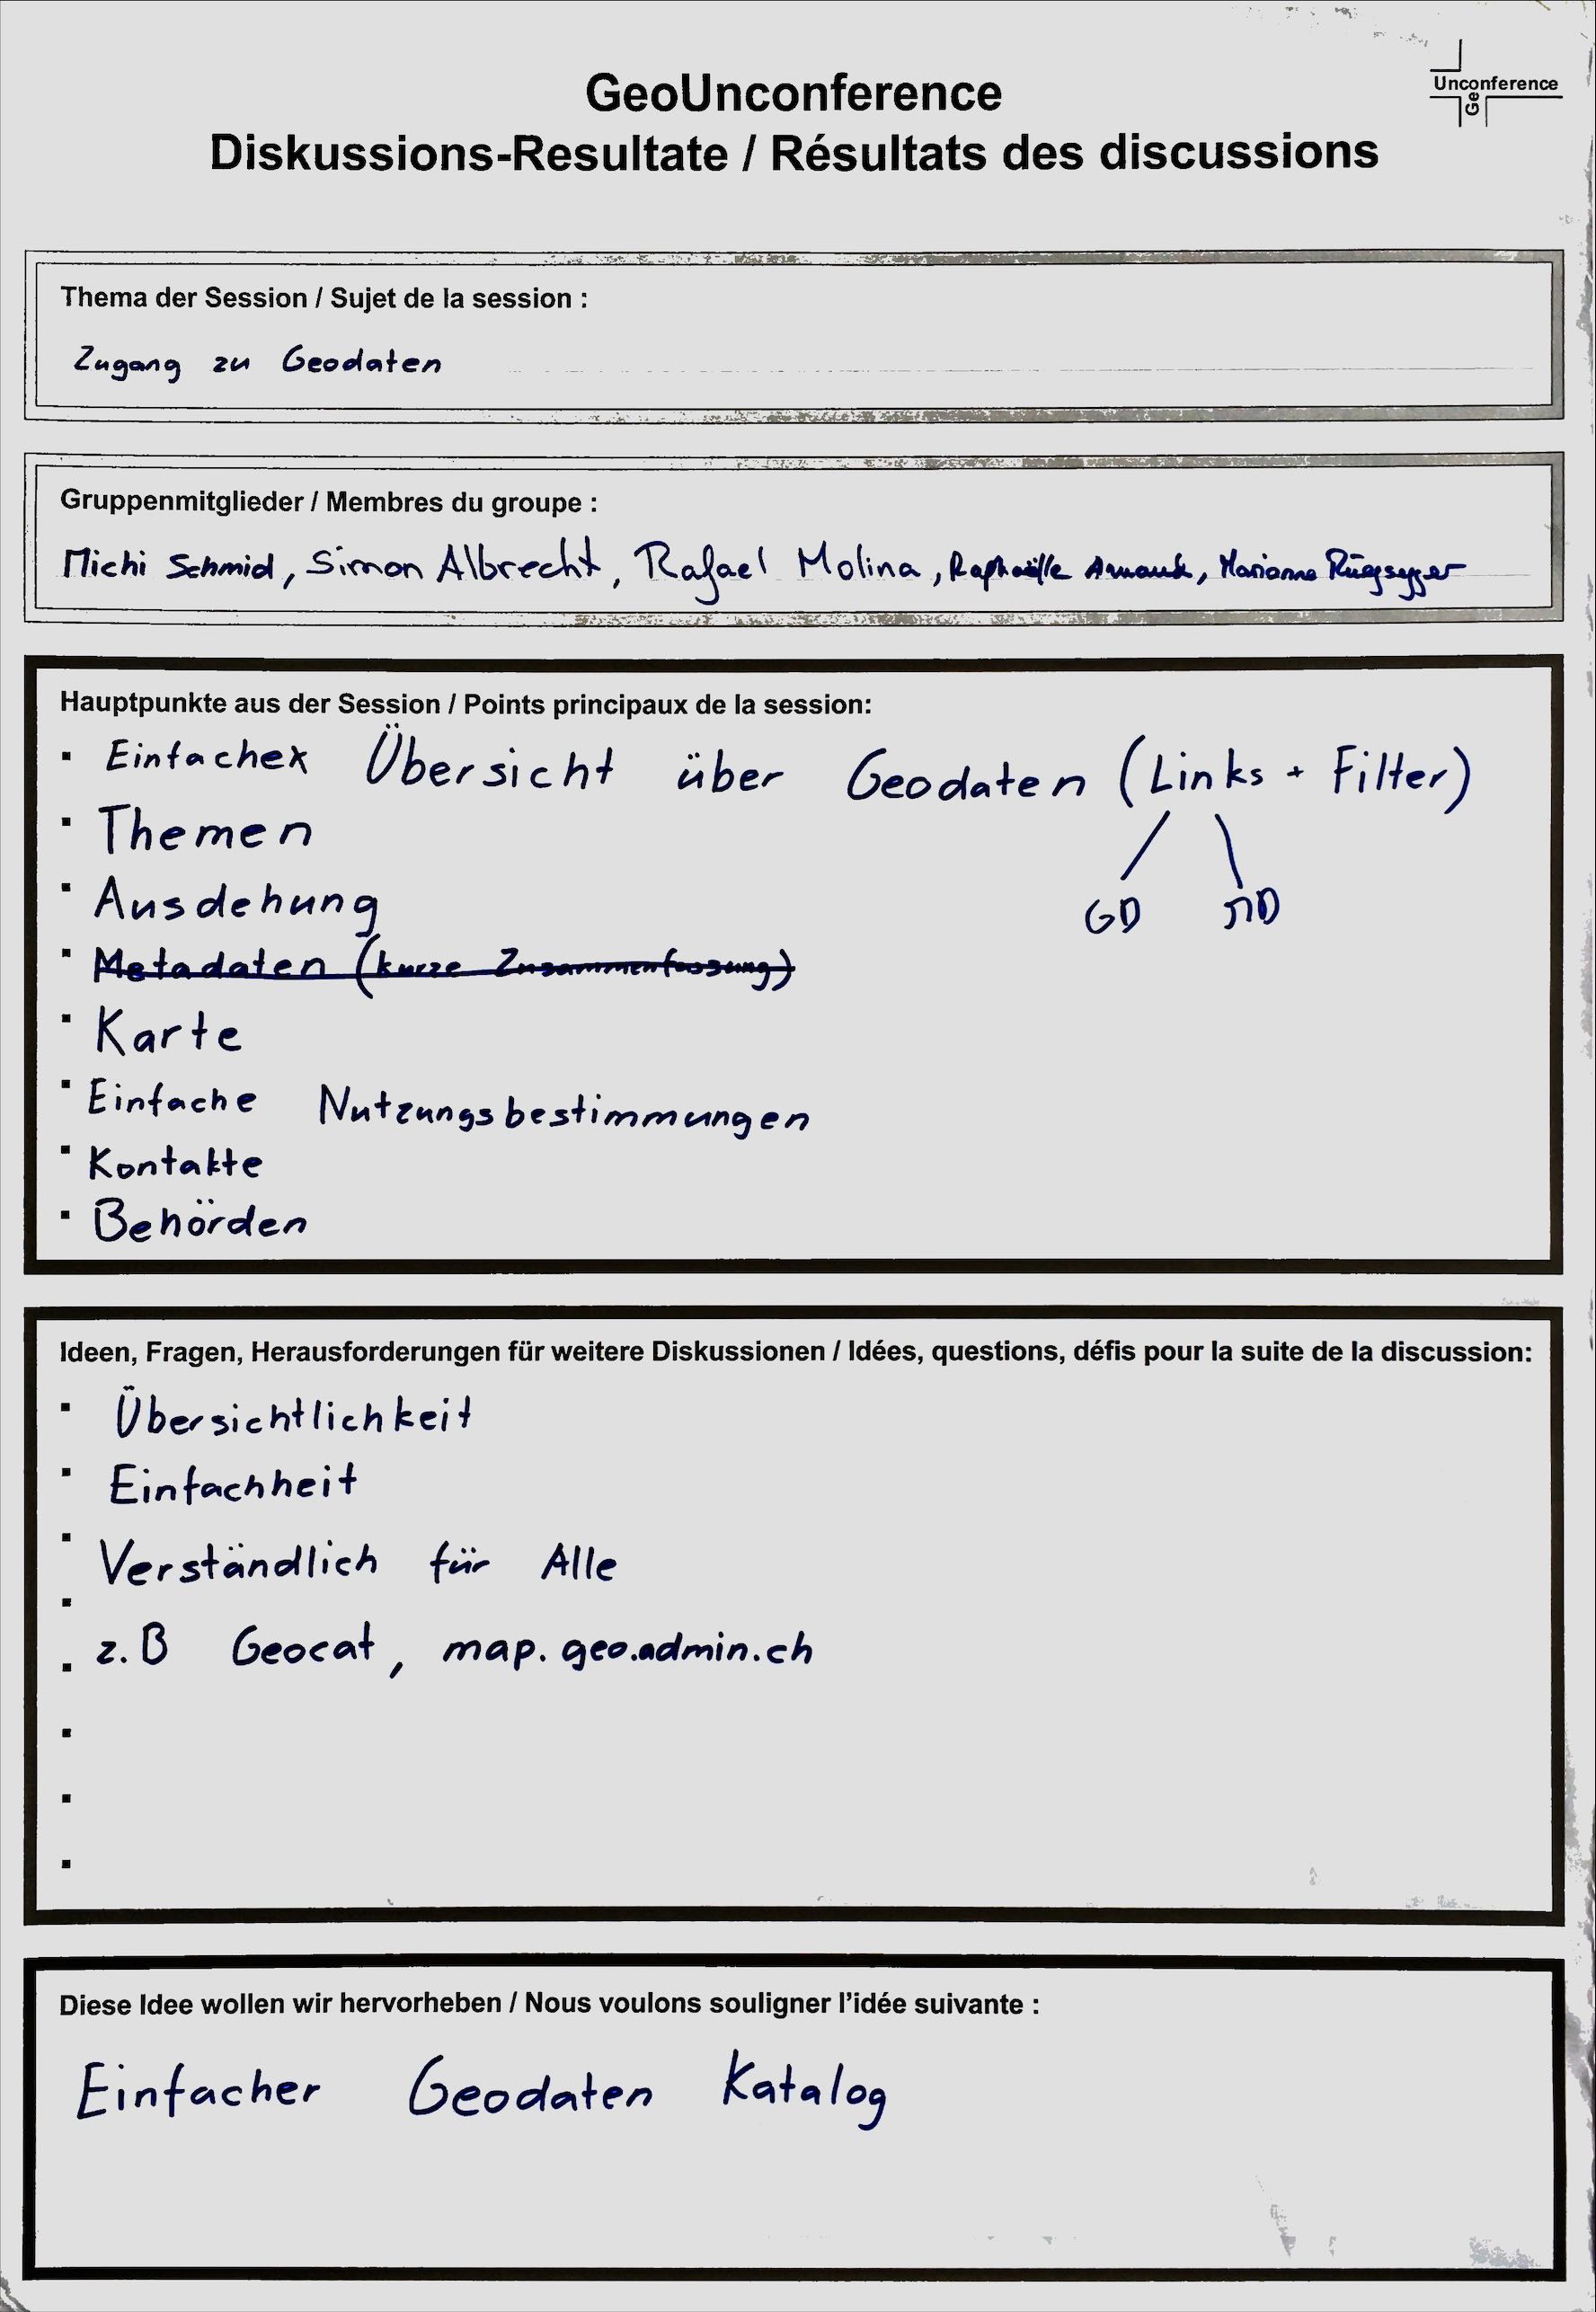 GeoUnconference
Diskussions-Resultate / Résultats des discussions
Unconference
Geo
Thema der Session / Sujet de la session :
Zugang zu Geodaten
Gruppenmitglieder / Membres du groupe :
Michi Schmid, Simon Albrecht, Rafael Molina, Raphaëlle Arnaud, Marianne Rüegsegger
Hauptpunkte aus der Session / Points principaux de la session:
▪ Einfache Übersicht über Geodaten (Links + Filter)
GD MD
▪ Themen
▪ Ausdehung
▪ Metadaten (kurze Zusammenfassung)
▪ Karte
▪ Einfache Nutzungsbestimmungen
▪ Kontakte
▪ Behörden
Ideen, Fragen, Herausforderungen für weitere Diskussionen / Idées, questions, défis pour la suite de la discussion:
▪ Übersichtlichkeit
▪ Einfachheit
▪ Verständlich für Alle
▪ z.B Geocat, map.geo.admin.ch
Diese Idee wollen wir hervorheben / Nous voulons souligner l'idée suivante :
Einfacher Geodaten Katalog